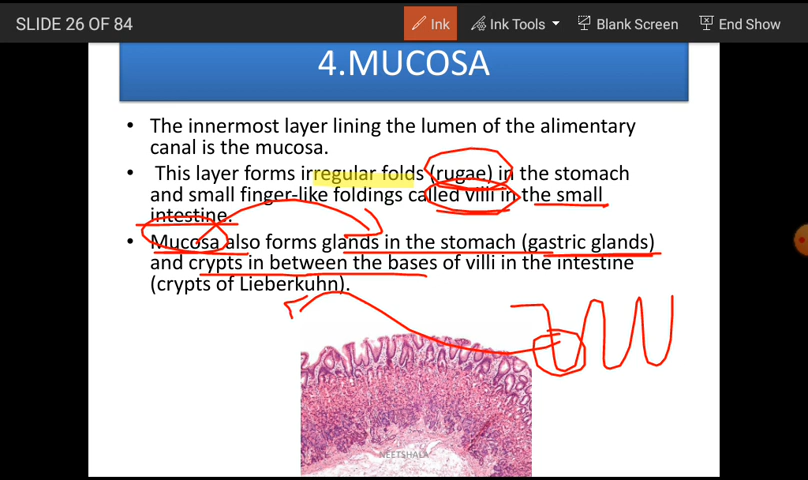 SLIDE 26 OF 84
Ink
Ink Tools
Blank Screen
End Show
4.MUCOSA
• The innermost layer lining the lumen of the alimentary
canal is the mucosa.
• This layer forms irregular folds (rugae) in the stomach
and small finger-like foldings called villi in the small
intestine.
• Mucosa also forms glands in the stomach (gastric glands)
and crypts in between the bases of villi in the intestine
(crypts of Lieberkuhn).
NEETSHALA